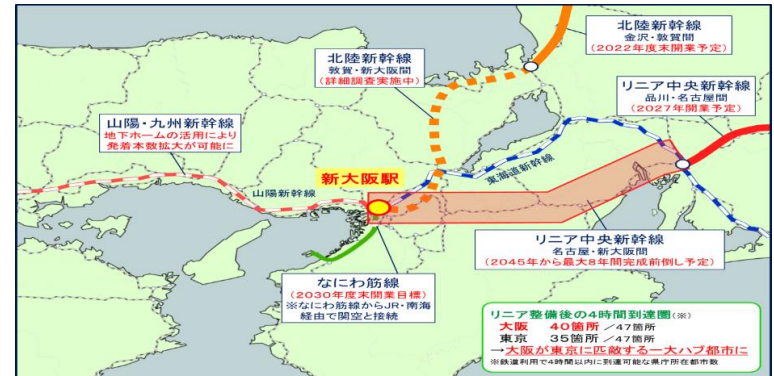 北陸新幹線
金沢・敦賀間
(2022年度末開業予定)
北陸新幹線
敦賀・新大阪間
(詳細調査実施中)
リニア中央新幹線
品川・名古屋間
(2027年開業予定)
山陽・九州新幹線
地下ホームの活用により
発着本数拡大が可能に
新大阪駅
山陽新幹線
東海道新幹線
リニア中央新幹線
名古屋・新大阪間
(2045年から最大8年間完成前倒し予定)
なにわ筋線
(2030年度末開業目標)
※なにわ筋線からJR・南海
経由で関空と接続
リニア整備後の4時間到達圏(※)
大阪 40箇所／47箇所
東京 35箇所／47箇所
→大阪が東京に匹敵する一大ハブ都市に
※鉄道利用で4時間以内に到達可能な県庁所在都市数